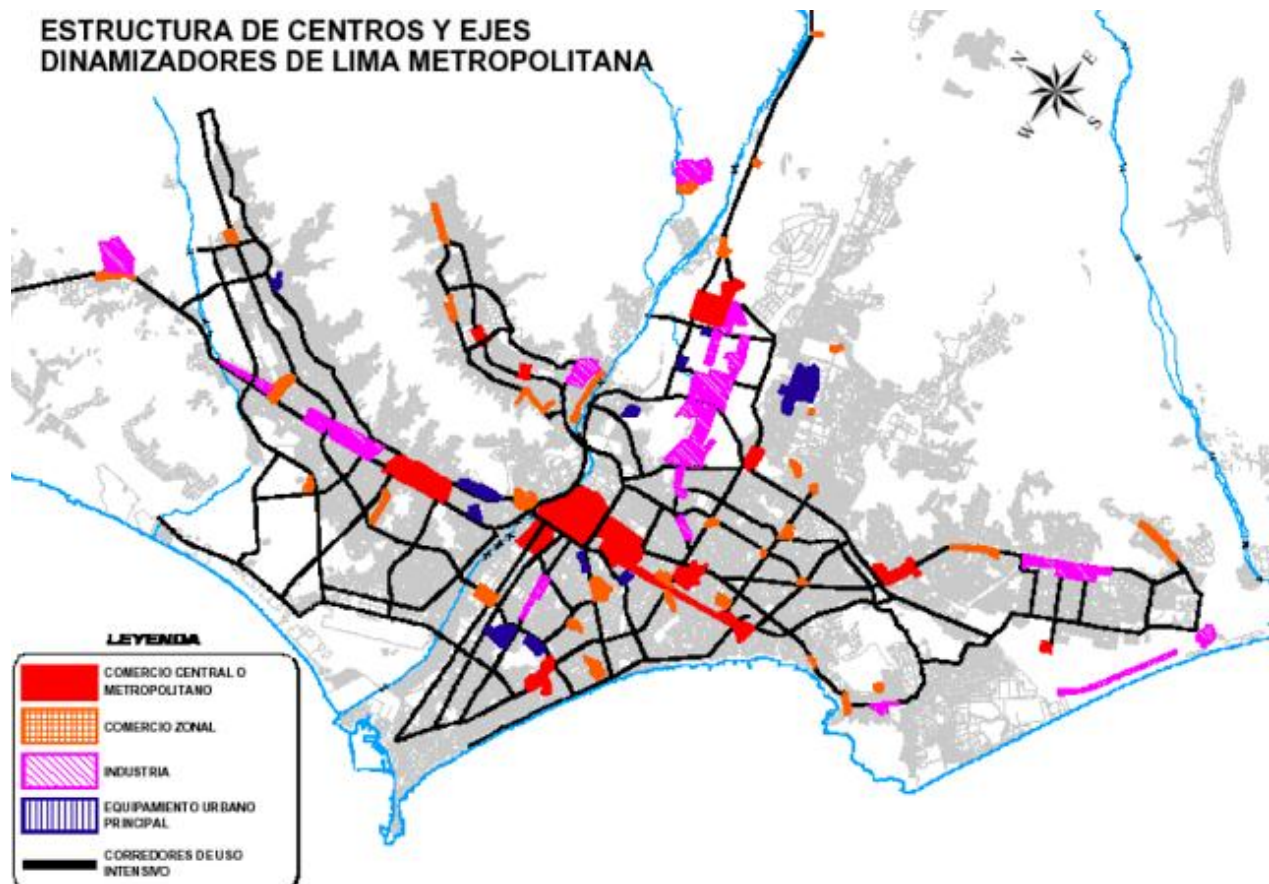 ESTRUCTURA DE CENTROS Y EJES
DINAMIZADORES DE LIMA METROPOLITANA
N
E
W
S
LEYENDA
COMERCIO CENTRAL O
METROPOLITANO
COMERCIO ZONAL
INDUSTRIA
EQUIPAMIENTO URBANO
PRINCIPAL
CORREDORES DE USO
INTENSIVO